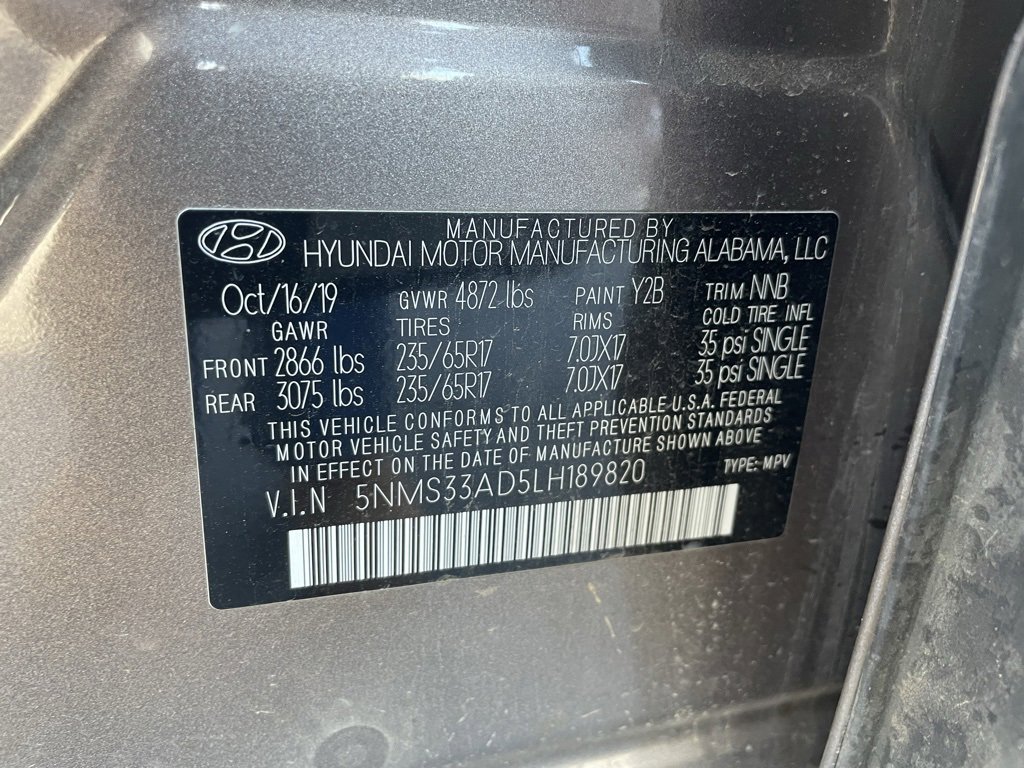 MANUFACTURED BY
HYUNDAI MOTOR MANUFACTURING ALABAMA, LLC
Oct/16/19 GVWR 4872 lbs PAINT Y2B TRIM NNB
GAWR TIRES RIMS COLD TIRE INFL
FRONT 2866 lbs 235/65R17 7.0JX17 35 psi SINGLE
REAR 3075 lbs 235/65R17 7.0JX17 35 psi SINGLE
THIS VEHICLE CONFORMS TO ALL APPLICABLE U.S.A. FEDERAL
MOTOR VEHICLE SAFETY AND THEFT PREVENTION STANDARDS
IN EFFECT ON THE DATE OF MANUFACTURE SHOWN ABOVE
V.I.N 5NMS33AD5LH189820 TYPE:-MPV